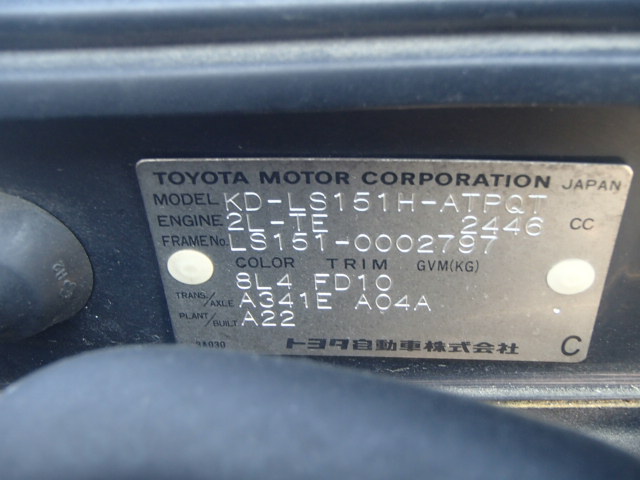 TOYOTA MOTOR CORPORATION JAPAN
MODEL KD-LS151H-ATPQT
ENGINE 2L-TE 2446 CC
FRAME No. LS151-0002797
COLOR TRIM GVM(KG)
8L4 FD10
TRANS./AXLE A341E A04A
PLANT/BUILT A22
トヨタ自動車株式会社 C